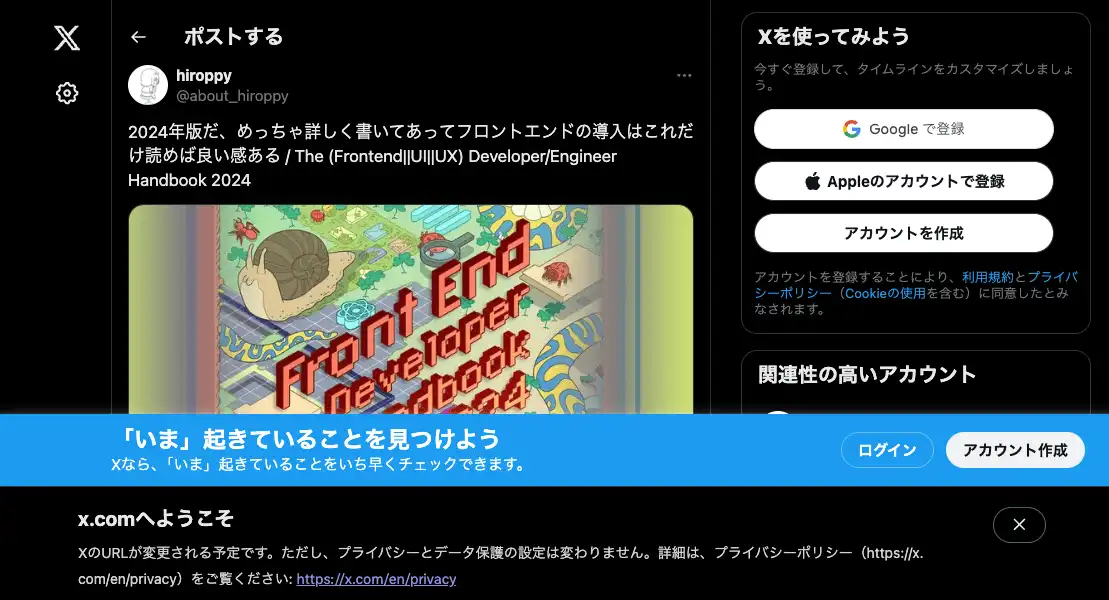 ポストする
hiroppy
@about_hiroppy
2024年版だ、めっちゃ詳しく書いてあってフロントエンドの導入はこれだ
け読めば良い感ある / The (Frontend||UI||UX) Developer/Engineer
Handbook 2024
Front End
Developer
Xを使ってみよう
今すぐ登録して、タイムラインをカスタマイズしましょ
う。
Google で登録
Appleのアカウントで登録
アカウントを作成
アカウントを登録することにより、利用規約とプライバ
シーポリシー（Cookieの使用を含む）に同意したとみ
なされます。
関連性の高いアカウント
「いま」起きていることを見つけよう
Xなら、「いま」起きていることをいち早くチェックできます。
ログイン
アカウント作成
x.comへようこそ
XのURLが変更される予定です。ただし、プライバシーとデータ保護の設定は変わりません。詳細は、プライバシーポリシー（https://x.
com/en/privacy）をご覧ください: https://x.com/en/privacy